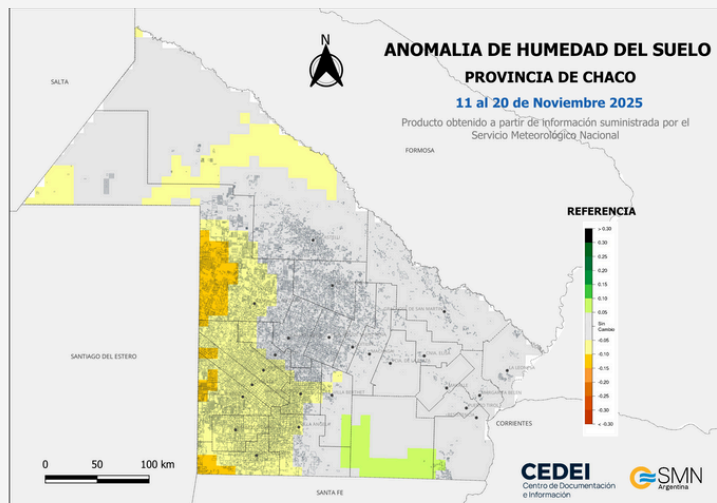 N
ANOMALIA DE HUMEDAD DEL SUELO
PROVINCIA DE CHACO
11 al 20 de Noviembre 2025
Producto obtenido a partir de información suministrada por el
Servicio Meteorológico Nacional
SALTA
FORMOSA
REFERENCIA
> 0.30
0.30
0.25
0.20
0.15
0.10
0.05
Sin
Cambio
-0.05
-0.10
-0.15
-0.20
-0.25
-0.30
< -0.30
SANTIAGO DEL ESTERO
CORRIENTES
SANTA FE
0 50 100 km
CEDEI
Centro de Documentación
e Información
SMN
Argentina